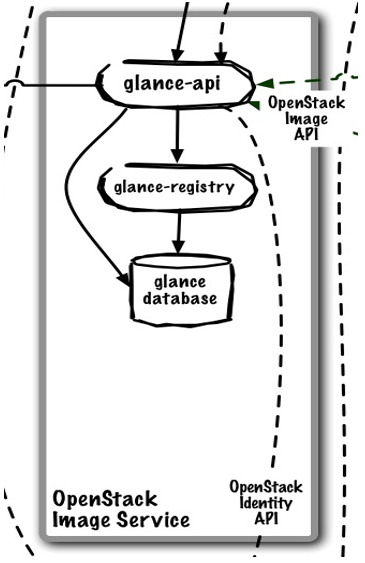 glance-api
OpenStack
Image
API
glance-registry
glance
database
OpenStack
Identity
API
OpenStack
Image Service